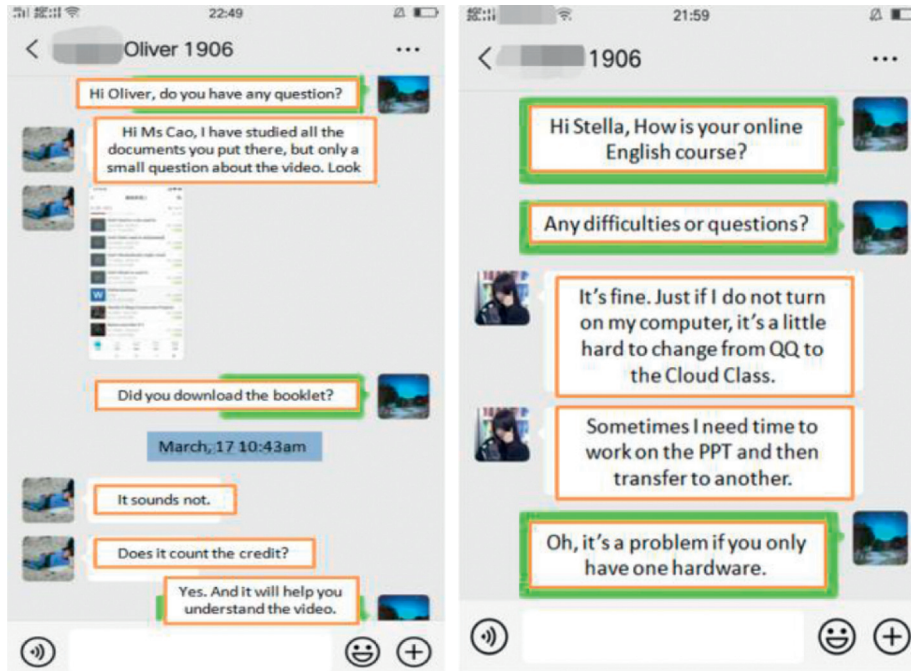 22:49
Oliver 1906
Hi Oliver, do you have any question?
Hi Ms Cao, I have studied all the
documents you put there, but only a
small question about the video. Look
W
Did you download the booklet?
March, 17 10:43am
It sounds not.
Does it count the credit?
Yes. And it will help you
understand the video.
21:59
1906
Hi Stella, How is your online
English course?
Any difficulties or questions?
It's fine. Just if I do not turn
on my computer, it's a little
hard to change from QQ to
the Cloud Class.
Sometimes I need time to
work on the PPT and then
transfer to another.
Oh, it's a problem if you only
have one hardware.